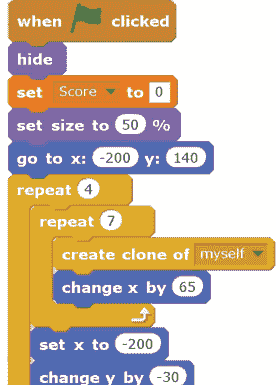 when clicked
hide
set Score to 0
set size to 50 %
go to x: -200 y: 140
repeat 4
repeat 7
create clone of myself
change x by 65
set x to -200
change y by -30